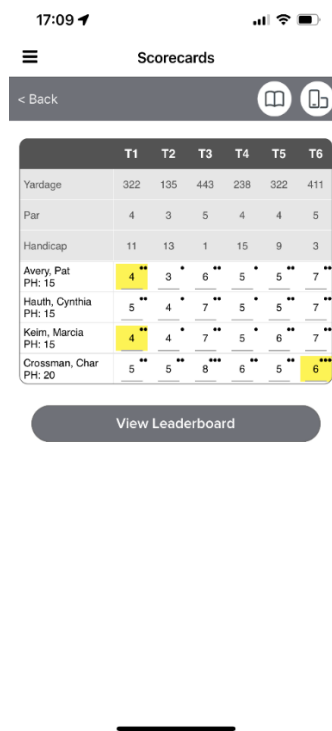 17:09
Scorecards
< Back
T1 T2 T3 T4 T5 T6
Yardage 322 135 443 238 322 411
Par 4 3 5 4 4 5
Handicap 11 13 1 15 9 3
Avery, Pat
PH: 15
4 3 6 5 5 7
Hauth, Cynthia
PH: 15
5 4 7 5 5 7
Keim, Marcia
PH: 15
4 4 7 5 6 7
Crossman, Char
PH: 20
5 5 8 6 5 6
View Leaderboard